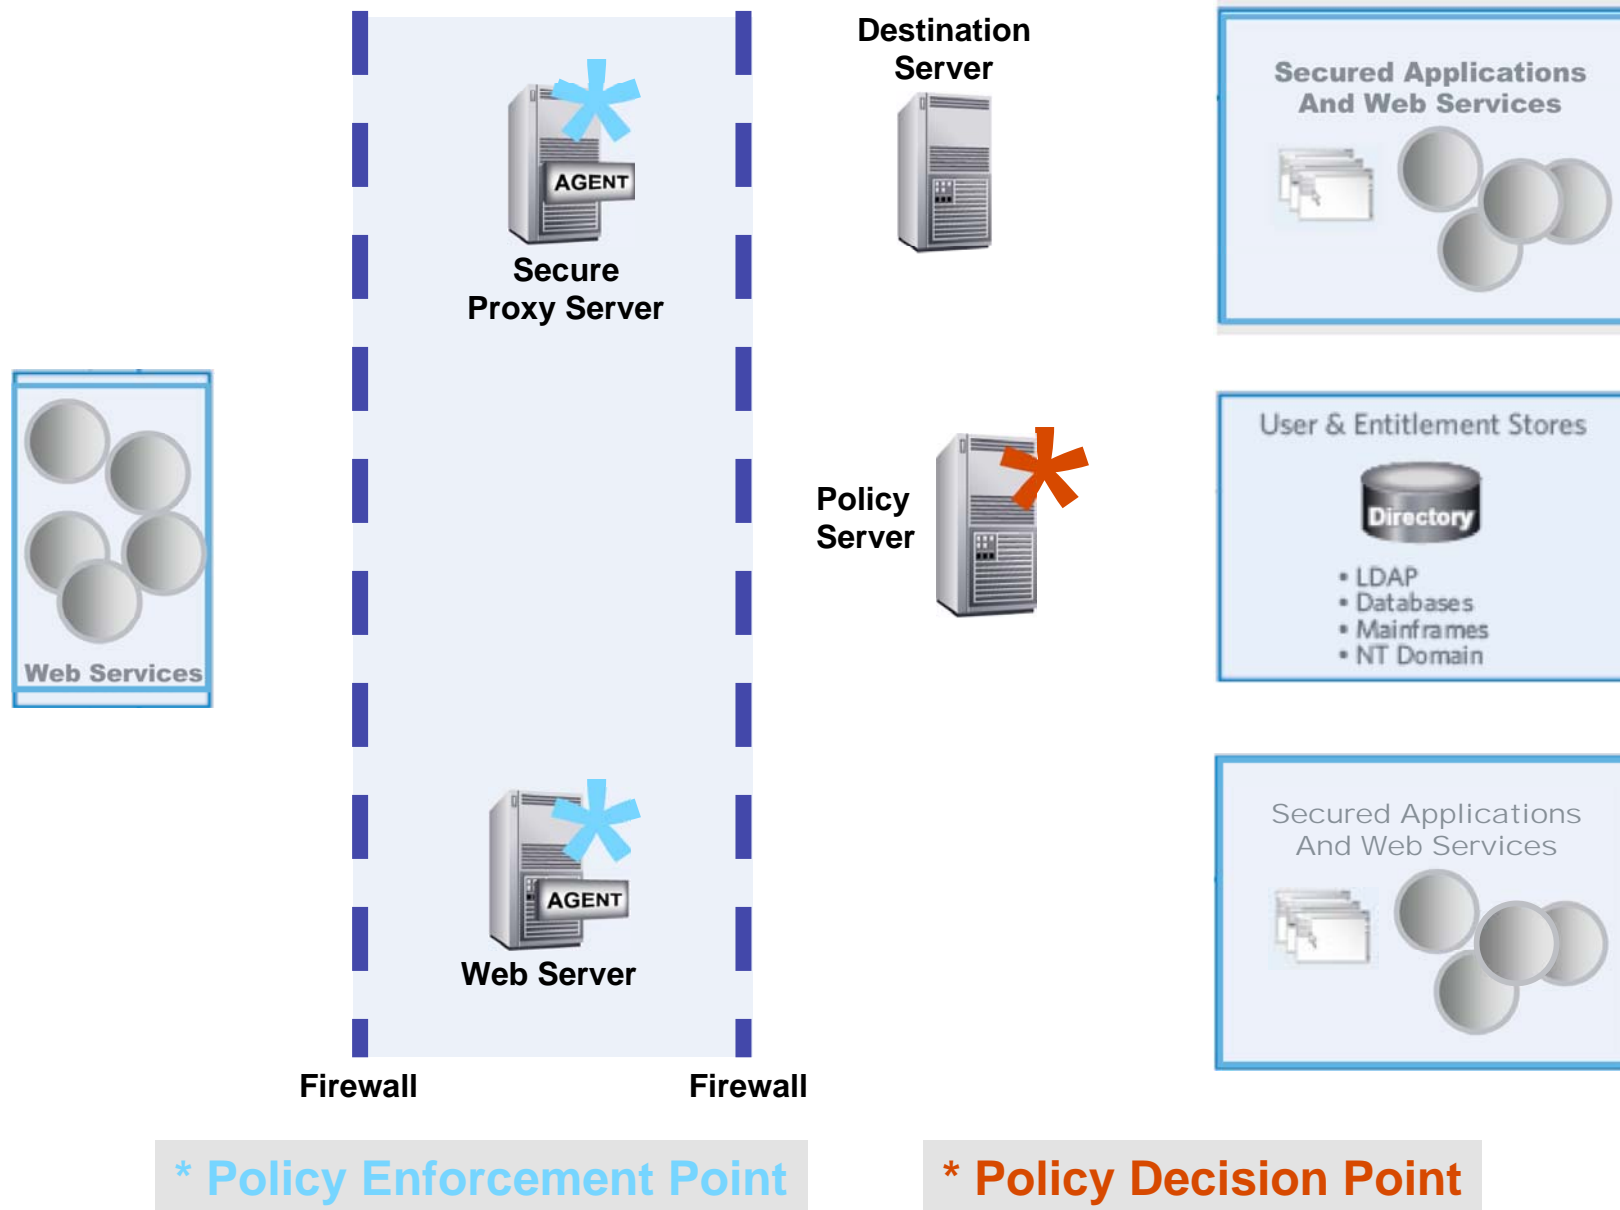 Destination
Server
Secured Applications
And Web Services
AGENT
Secure
Proxy Server
User & Entitlement Stores
Directory
• LDAP
• Databases
• Mainframes
• NT Domain
Policy
Server
Web Services
Secured Applications
And Web Services
AGENT
Web Server
Firewall
Firewall
* Policy Enforcement Point
* Policy Decision Point